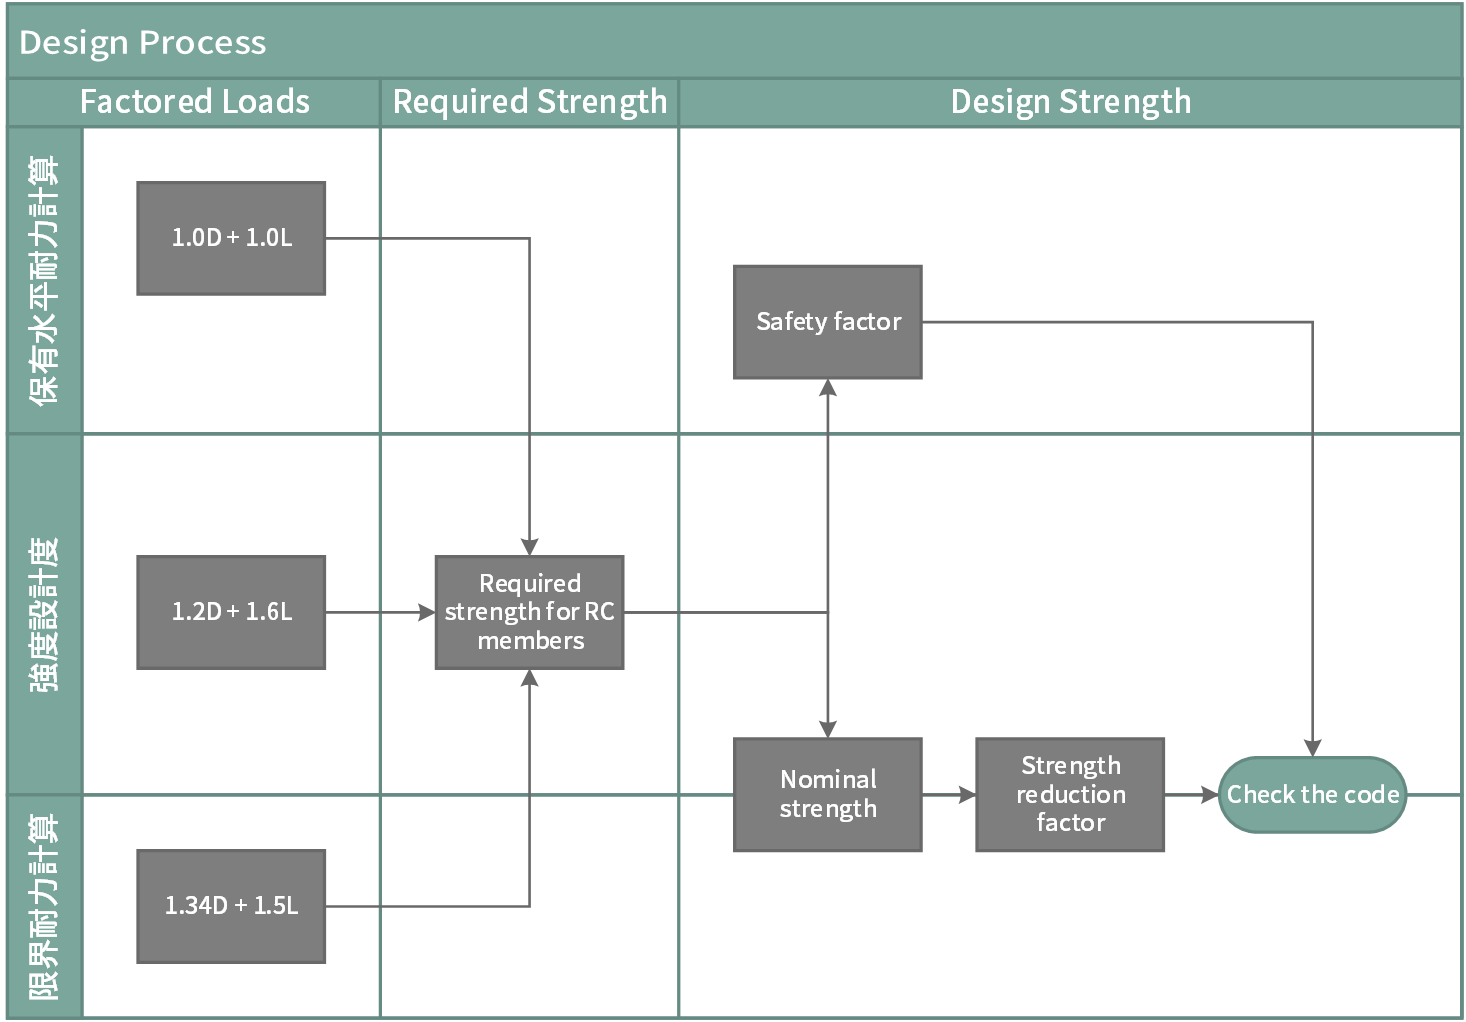 Design Process
Factored Loads
Required Strength
Design Strength
保有水平耐力計算
1.0D + 1.0L
Safety factor
強度設計度
1.2D + 1.6L
Required
strength for RC
members
Nominal
strength
Strength
reduction
factor
Check the code
限界耐力計算
1.34D + 1.5L